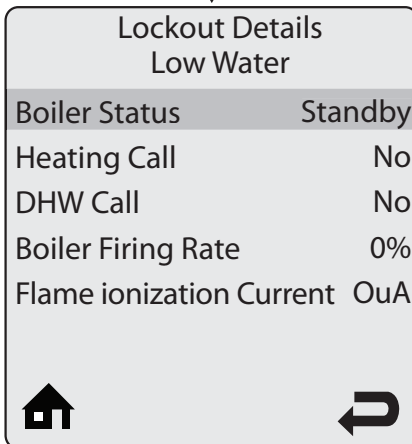 Lockout Details
Low Water
Boiler Status Standby
Heating Call No
DHW Call No
Boiler Firing Rate 0%
Flame ionization Current OuA